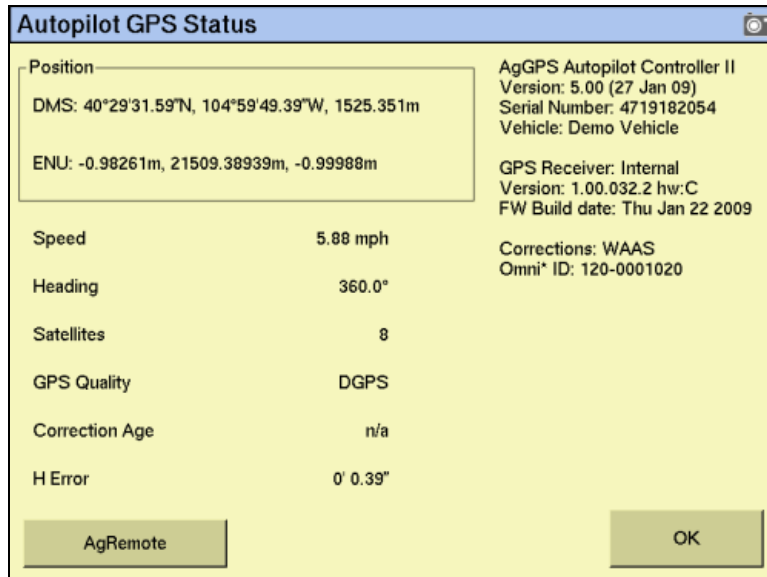 Autopilot GPS Status
Position
DMS: 40°29'31.59"N, 104°59'49.39"W, 1525.351m
ENU: -0.98261m, 21509.38939m, -0.99988m
Speed 5.88 mph
Heading 360.0°
Satellites 8
GPS Quality DGPS
Correction Age n/a
H Error 0' 0.39"
AgRemote
AgGPS Autopilot Controller II
Version: 5.00 (27 Jan 09)
Serial Number: 4719182054
Vehicle: Demo Vehicle
GPS Receiver: Internal
Version: 1.00.032.2 hw:C
FW Build date: Thu Jan 22 2009
Corrections: WAAS
Omni* ID: 120-0001020
OK